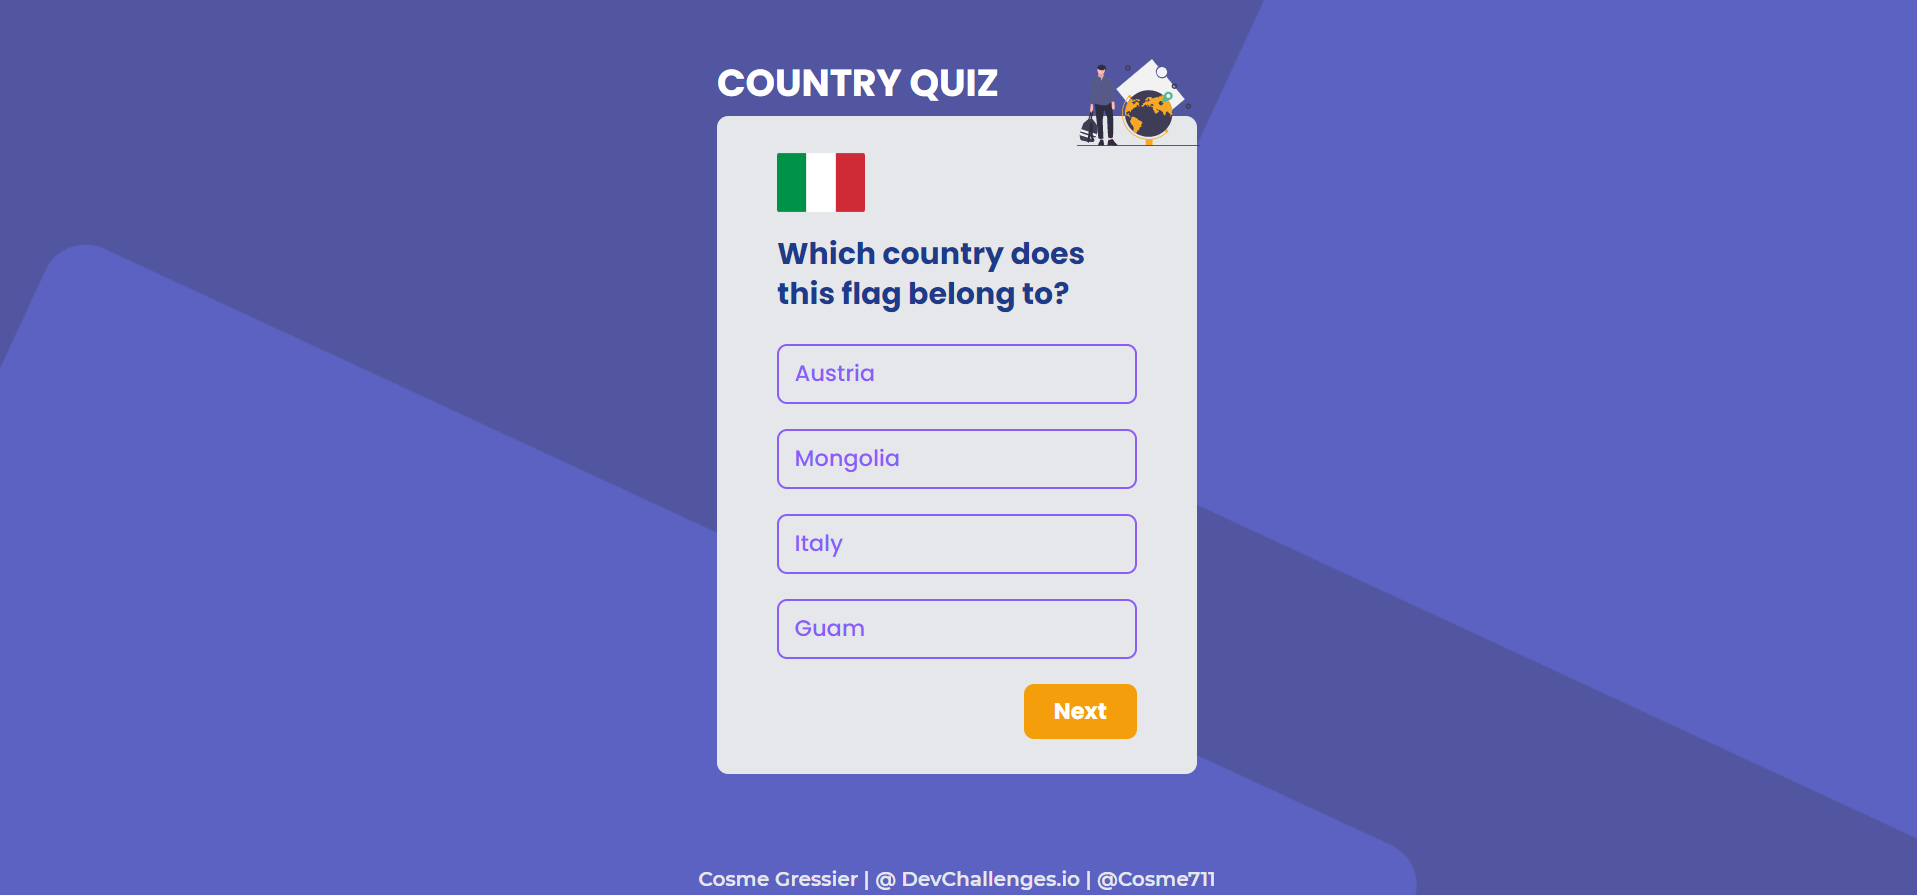 COUNTRY QUIZ
Which country does
this flag belong to?
Austria
Mongolia
Italy
Guam
Next
Cosme Gressier | @ DevChallenges.io | @Cosme711